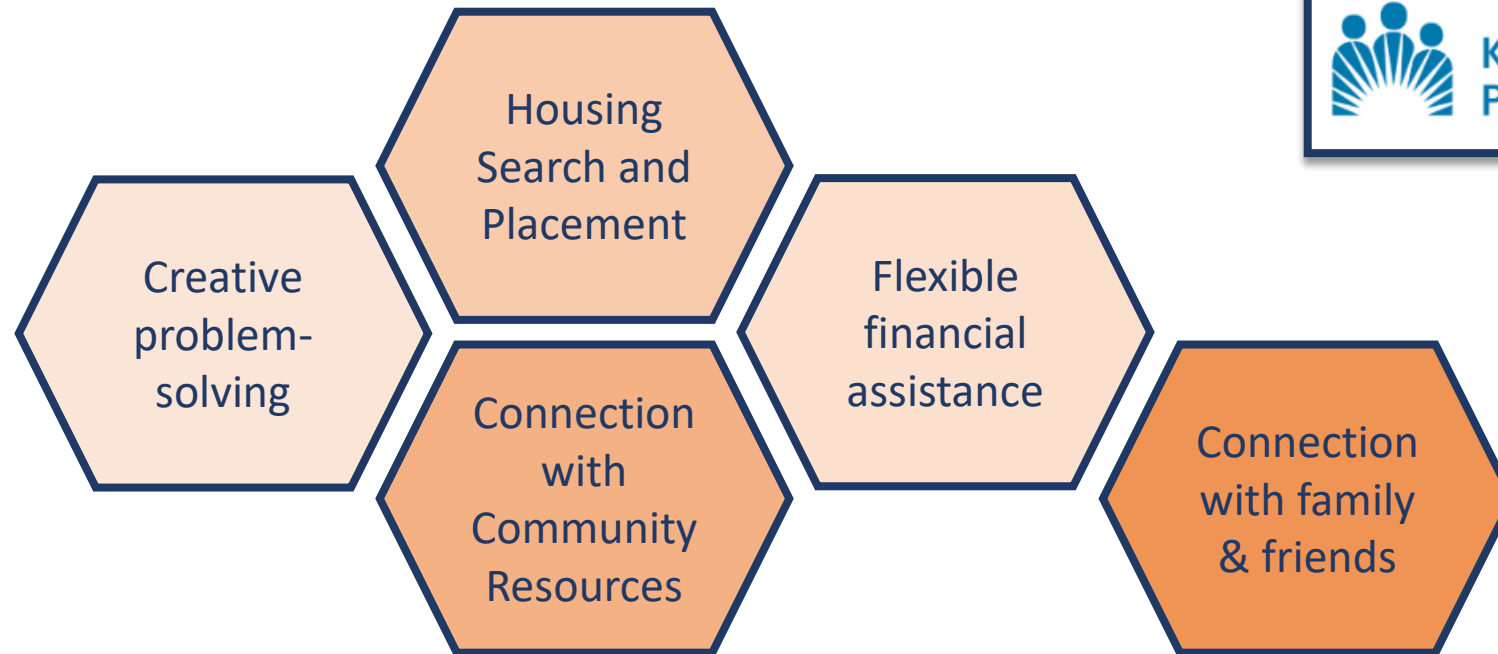 Housing
Search and
Placement
Creative
problem-
solving
Flexible
financial
assistance
Connection
with
Community
Resources
Connection
with family
& friends
K
P